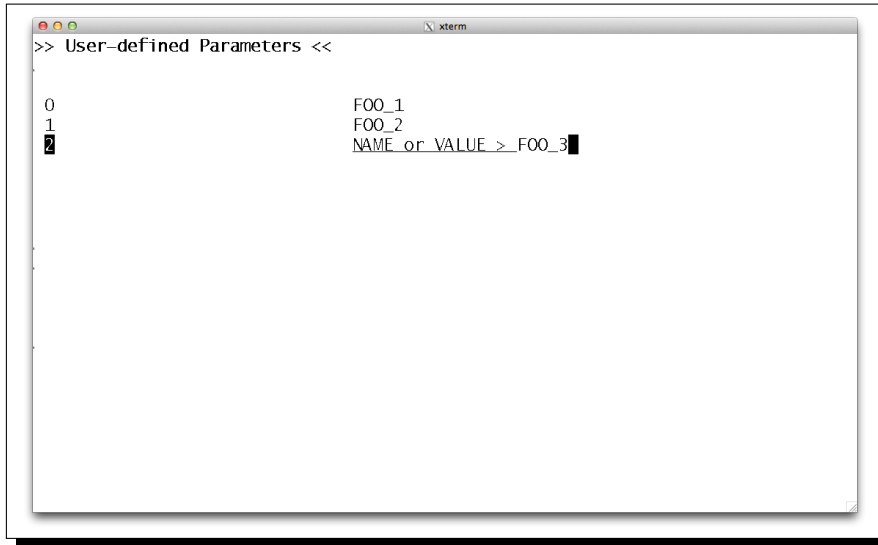 xterm
>> User-defined Parameters <<
0 FOO_1
1 FOO_2
2 NAME or VALUE > FOO_3